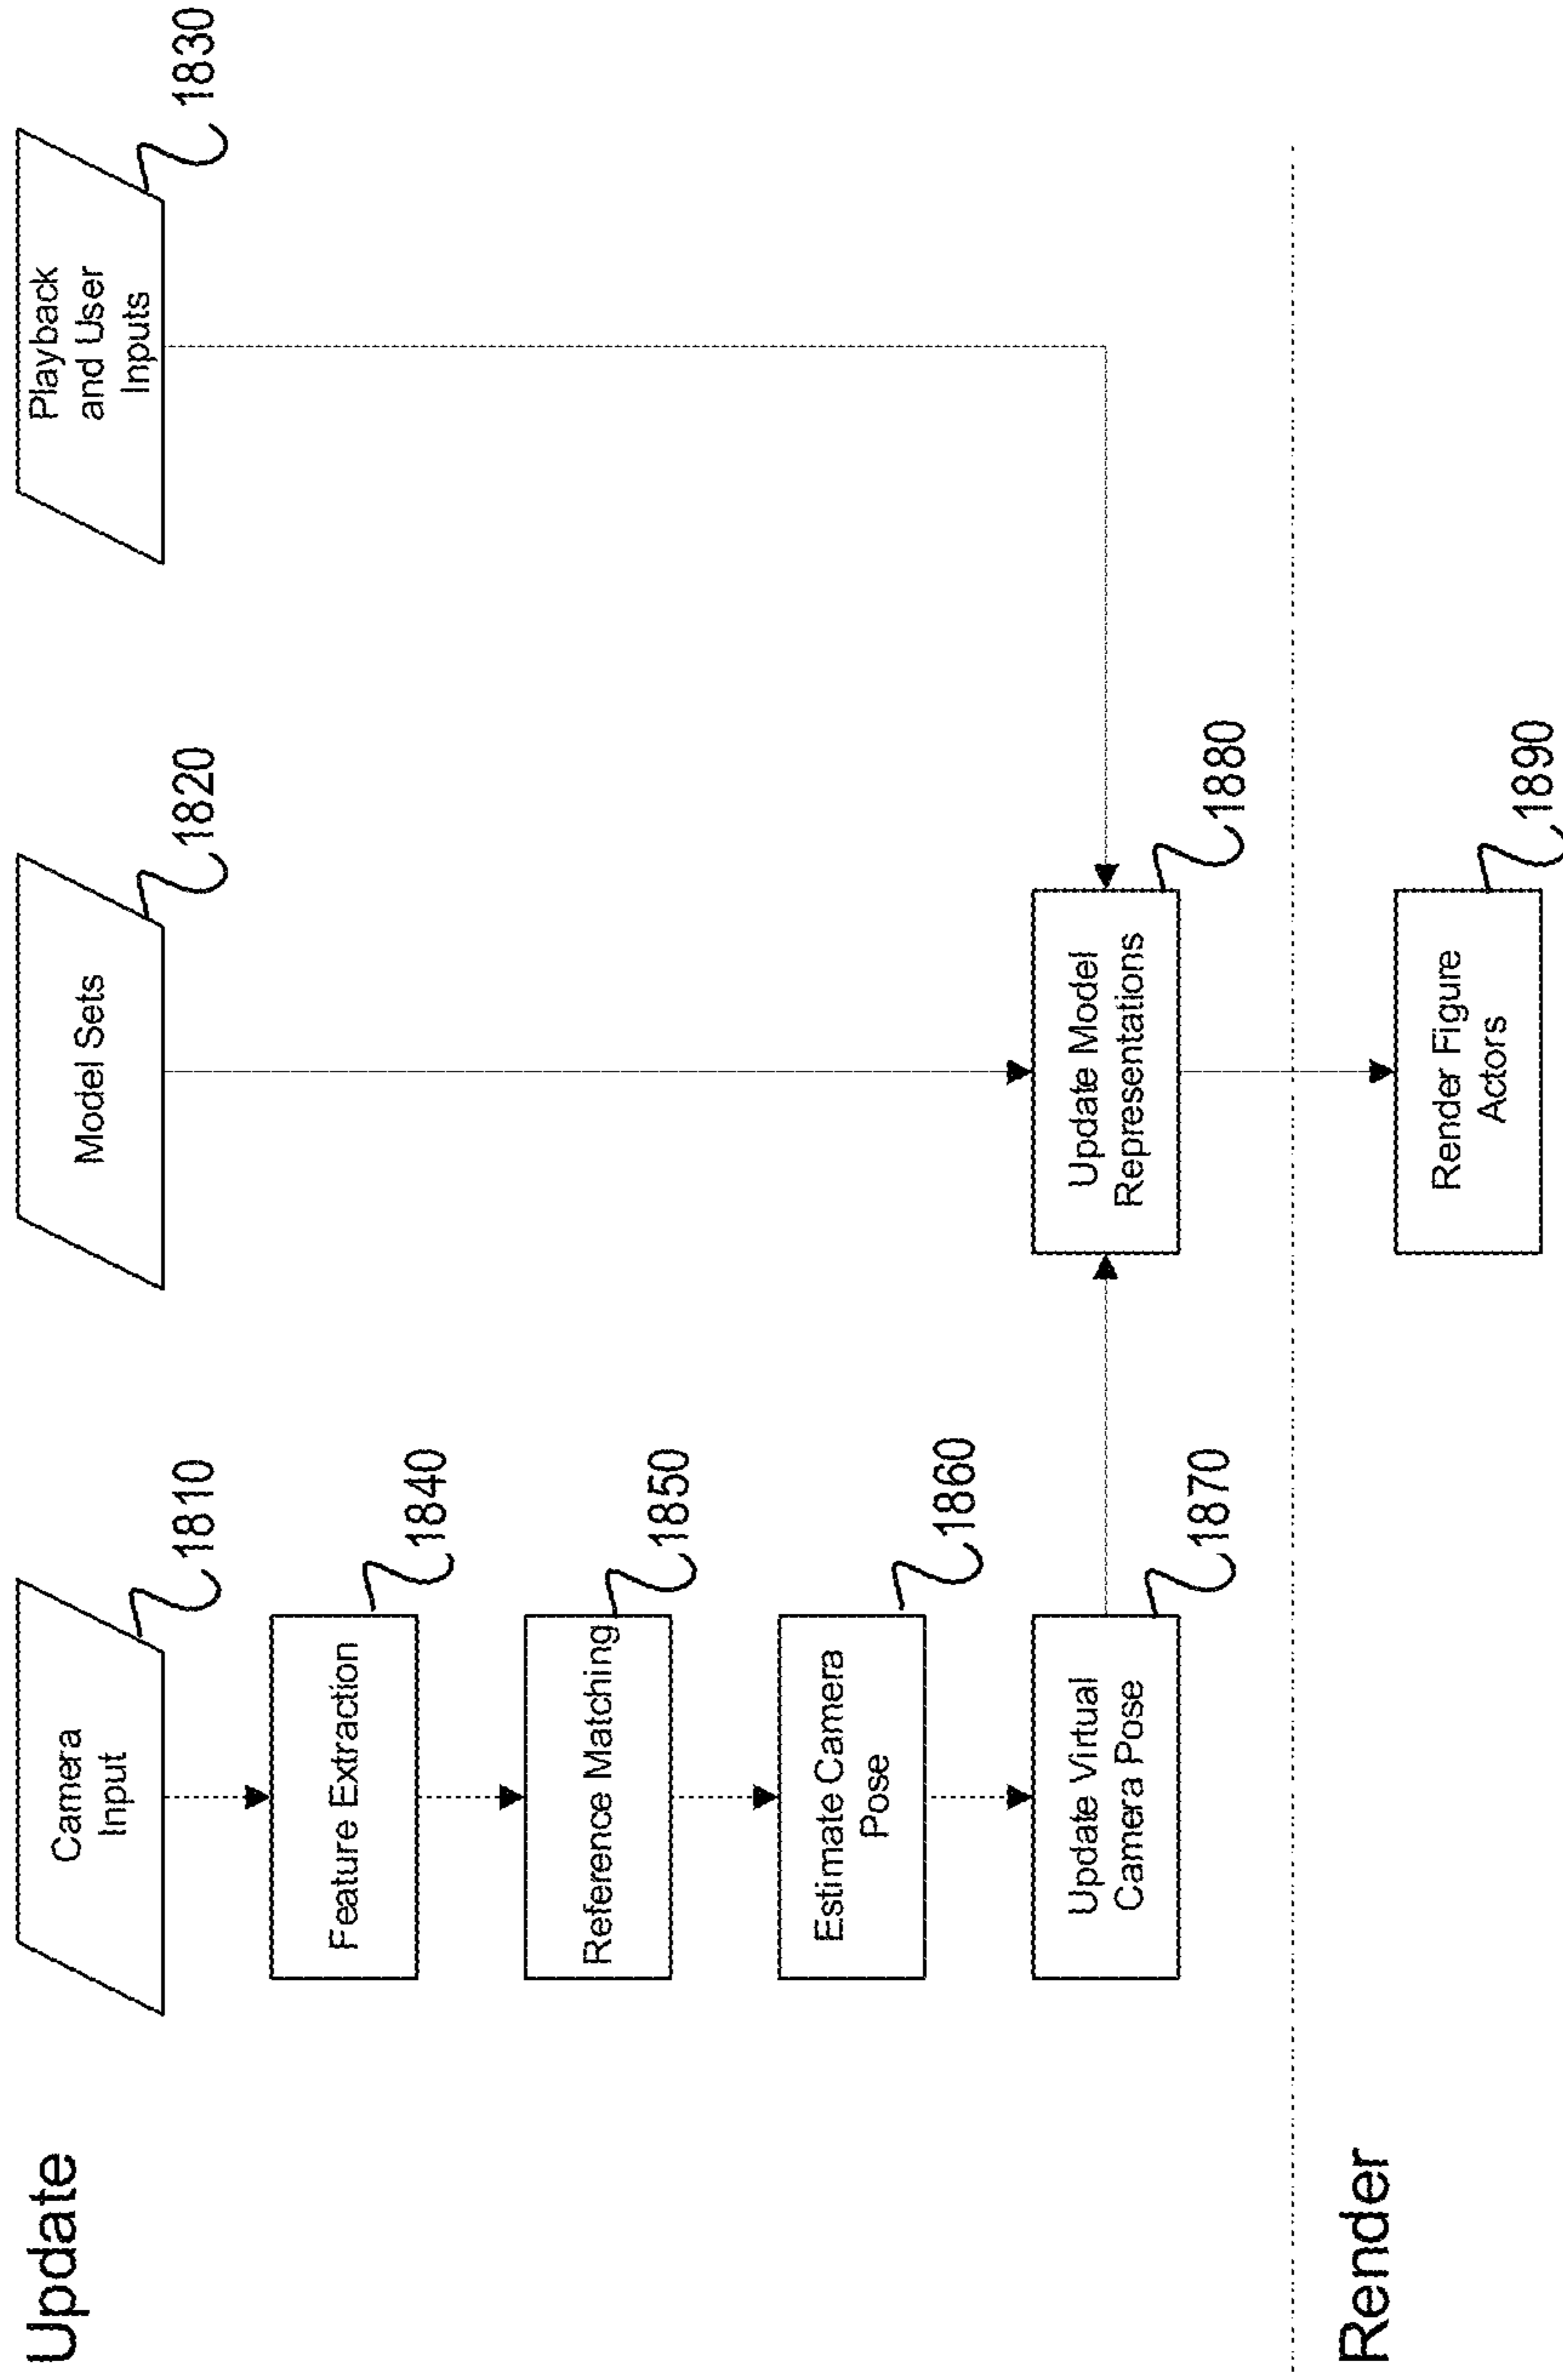 Update
Camera
Input
1810
Model Sets
1820
Playback
and User
Inputs
1830
Feature Extraction
1840
Reference Matching
1850
Estimate Camera
Pose
1860
Update Virtual
Camera Pose
1870
Update Model
Representations
1880
Render
Render Figure
Actors
1890